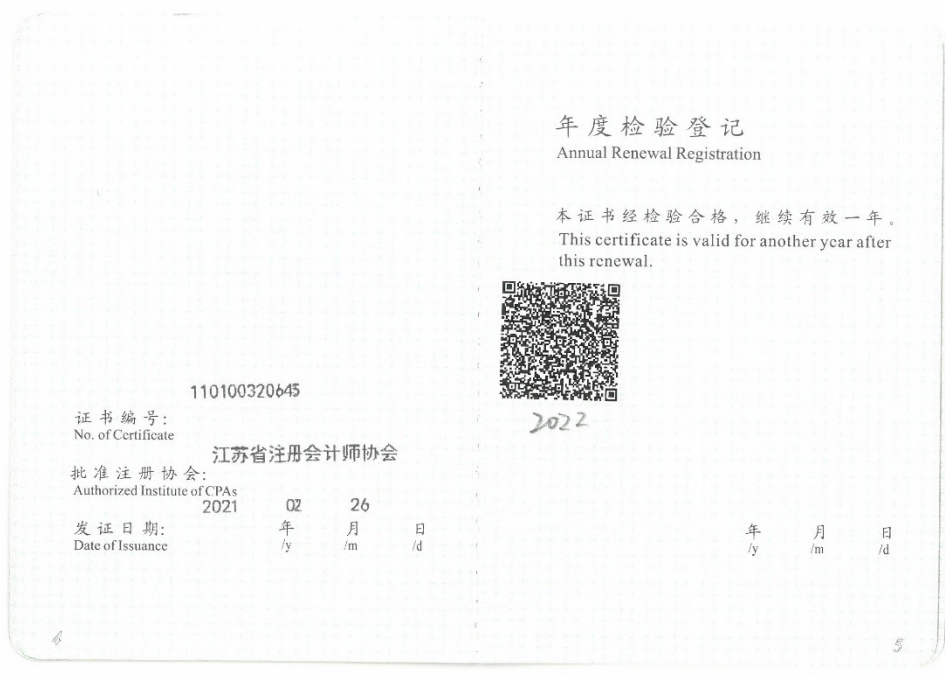 110100320645
证书编号:
No. of Certificate
江苏省注册会计师协会
批准注册协会:
Authorized Institute of CPAs
2021 02 26
发证日期: 年 月 日
Date of Issuance /y /m /d
4
年度检验登记
Annual Renewal Registration
本证书经检验合格，继续有效一年。
This certificate is valid for another year after
this renewal.
2022
年 月 日
/y /m /d
5